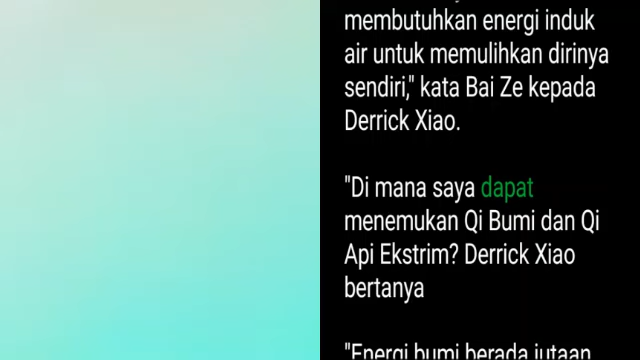 membutuhkan energi induk
air untuk memulihkan dirinya
sendiri," kata Bai Ze kepada
Derrick Xiao.
"Di mana saya dapat
menemukan Qi Bumi dan Qi
Api Ekstrim? Derrick Xiao
bertanya
"Energi bumi berada jutaan